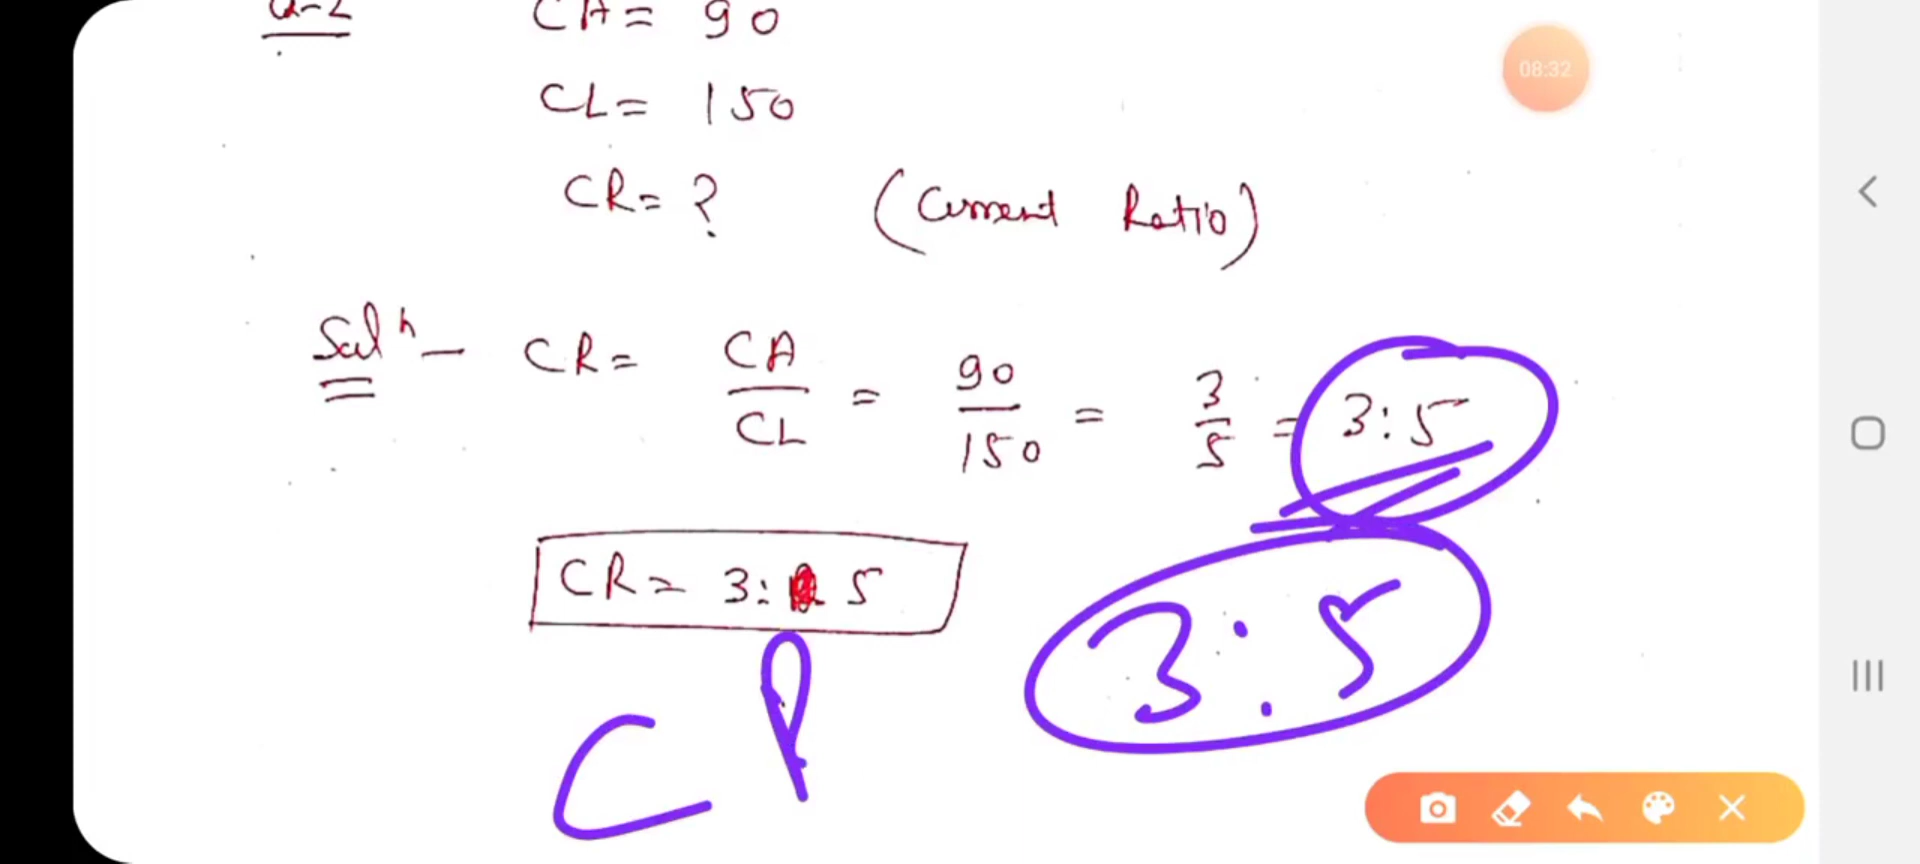 Q-2 CA = 90
CL = 150
CR = ? (Current Ratio)
Solⁿ - CR = CA/CL = 90/150 = 3/5 = 3:5
CR = 3: 5
3:5
C
08:32